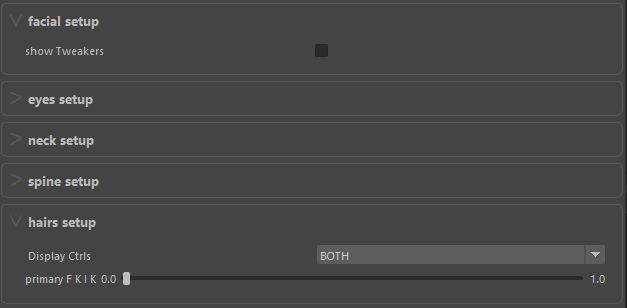 facial setup
show Tweakers
eyes setup
neck setup
spine setup
hairs setup
Display Ctrls BOTH
primary F K I K 0.0 1.0